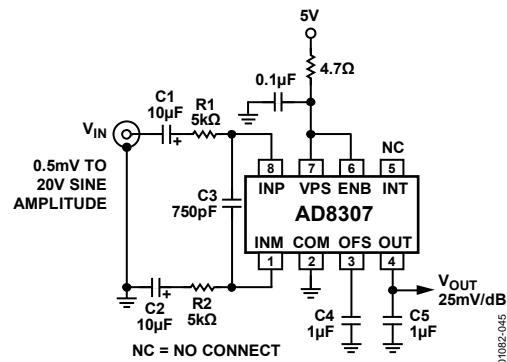 5V
4.7Ω
0.1µF
C1
10µF
R1
5kΩ
VIN
0.5mV TO
20V SINE
AMPLITUDE
C3
750pF
NC
8 7 6 5
INP VPS ENB INT
AD8307
INM COM OFS OUT
1 2 3 4
C2
10µF
R2
5kΩ
C4
1µF
C5
1µF
VOUT
25mV/dB
NC = NO CONNECT
01082-045